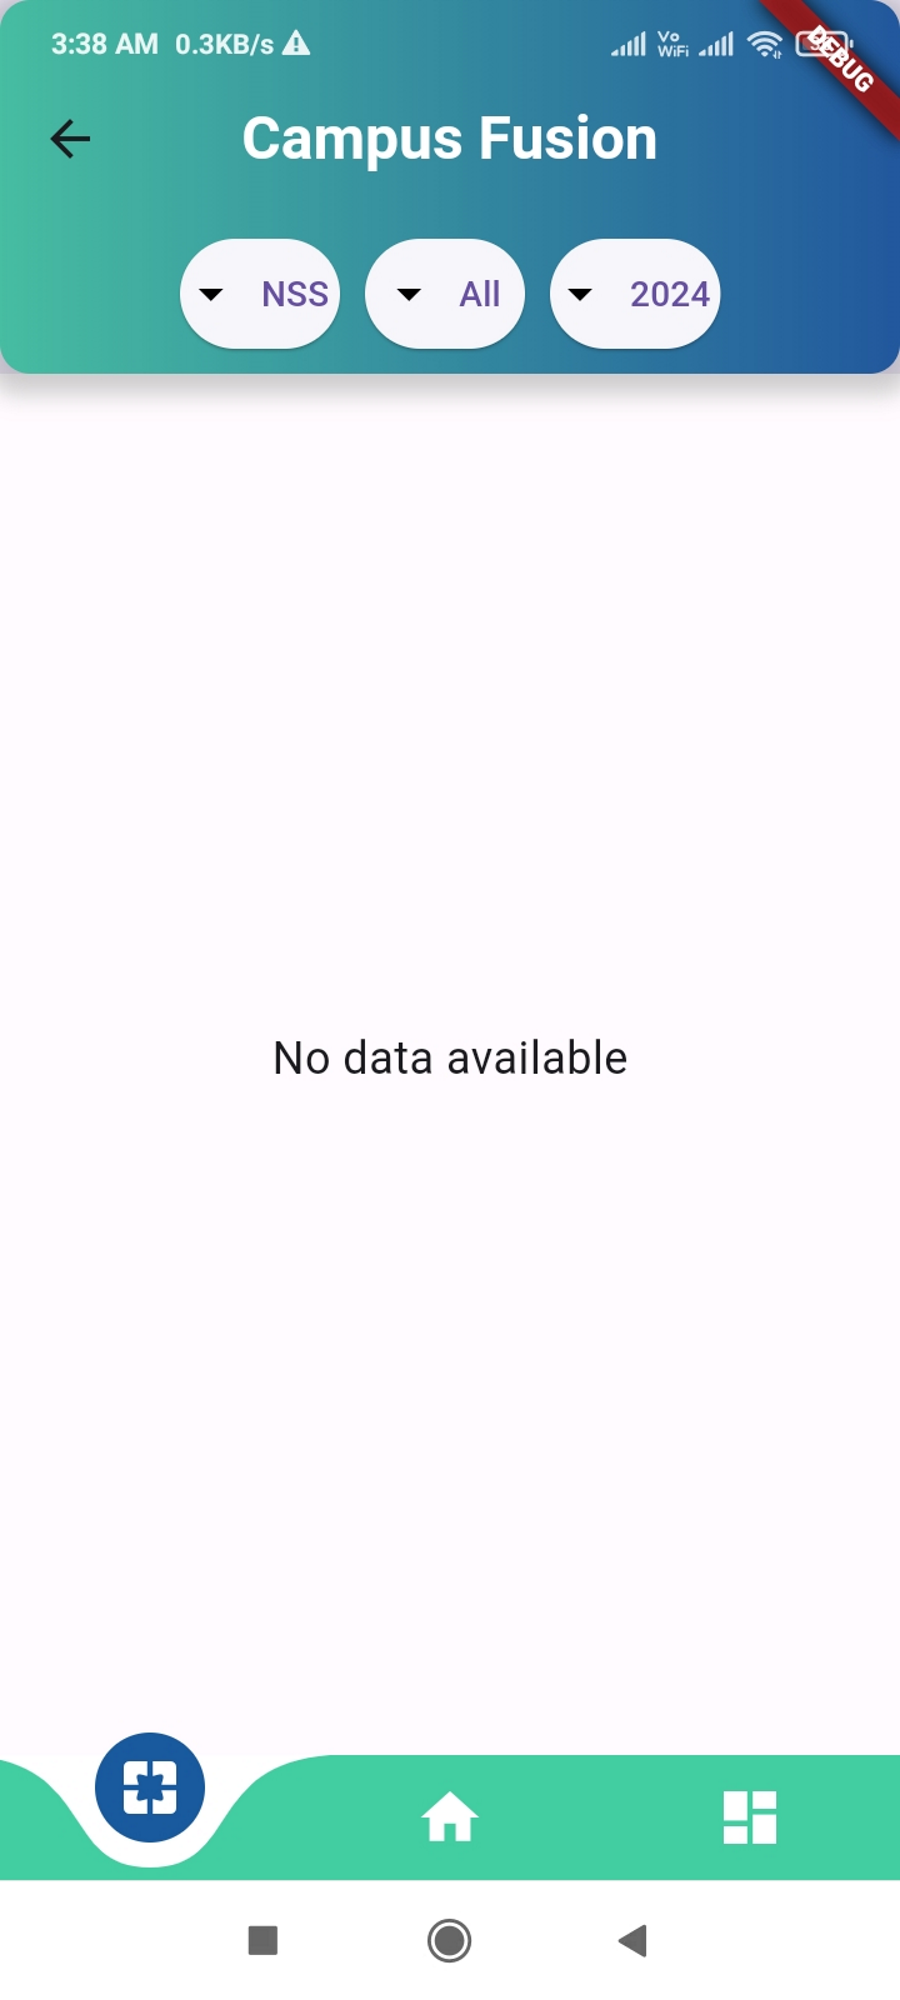 3:38 AM 0.3KB/s
Vo
WiFi
DEBUG
Campus Fusion
NSS
All
2024
No data available